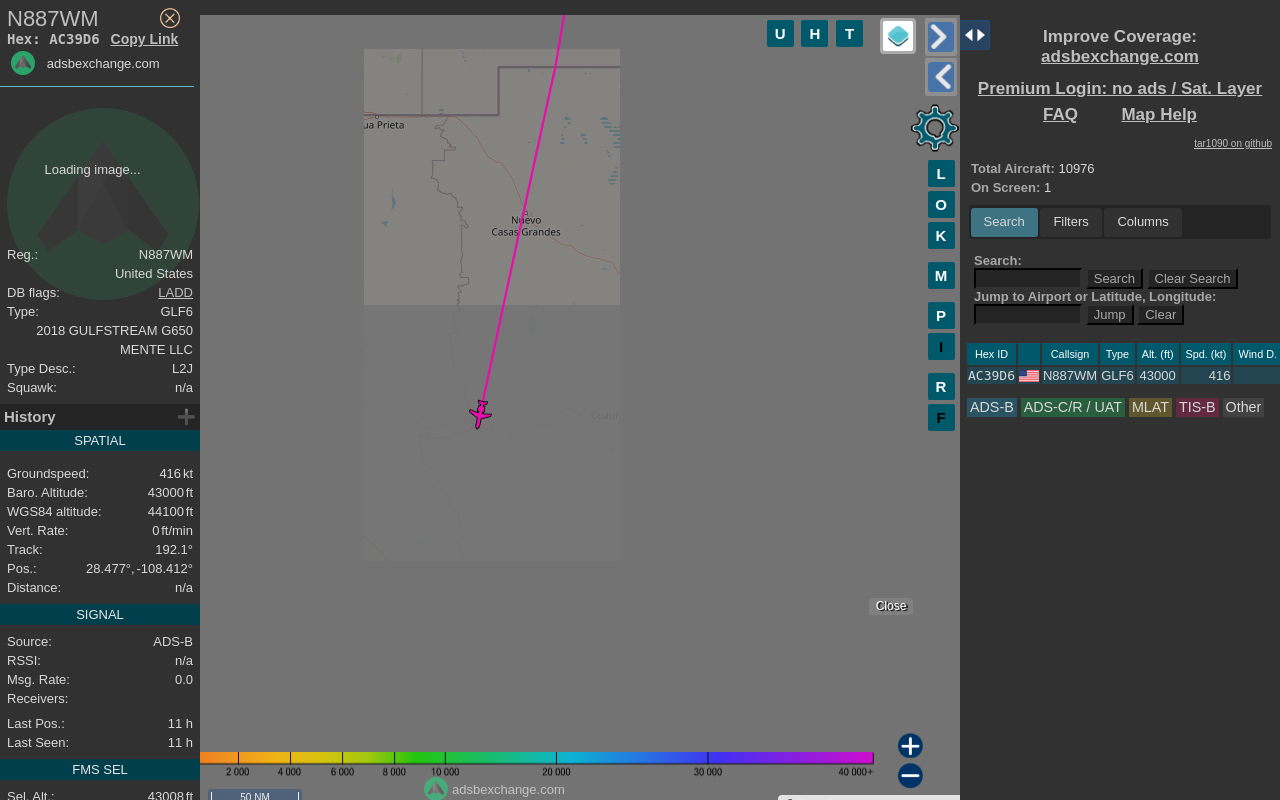 N887WM
Hex: AC39D6 Copy Link
adsbexchange.com
Loading image...
Reg.: N887WM
United States
DB flags: LADD
Type: GLF6
2018 GULFSTREAM G650
MENTE LLC
Type Desc.: L2J
Squawk: n/a
History
SPATIAL
Groundspeed: 416 kt
Baro. Altitude: 43000 ft
WGS84 altitude: 44100 ft
Vert. Rate: 0 ft/min
Track: 192.1°
Pos.: 28.477°, -108.412°
Distance: n/a
SIGNAL
Source: ADS-B
RSSI: n/a
Msg. Rate: 0.0
Receivers:
Last Pos.: 11 h
Last Seen: 11 h
FMS SEL
Sel. Alt.: 43008 ft
ua Prieta
Nuevo
Casas Grandes
U H T
L
O
K
M
P
I
R
F
Close
2 000 4 000 6 000 8 000 10 000 20 000 30 000 40 000+
adsbexchange.com
50 NM
Improve Coverage:
adsbexchange.com
Premium Login: no ads / Sat. Layer
FAQ Map Help
tar1090 on github
Total Aircraft: 10976
On Screen: 1
Search Filters Columns
Search:
Search Clear Search
Jump to Airport or Latitude, Longitude:
Jump Clear
Hex ID Callsign Type Alt. (ft) Spd. (kt) Wind D.
AC39D6 N887WM GLF6 43000 416
ADS-B ADS-C/R / UAT MLAT TIS-B Other